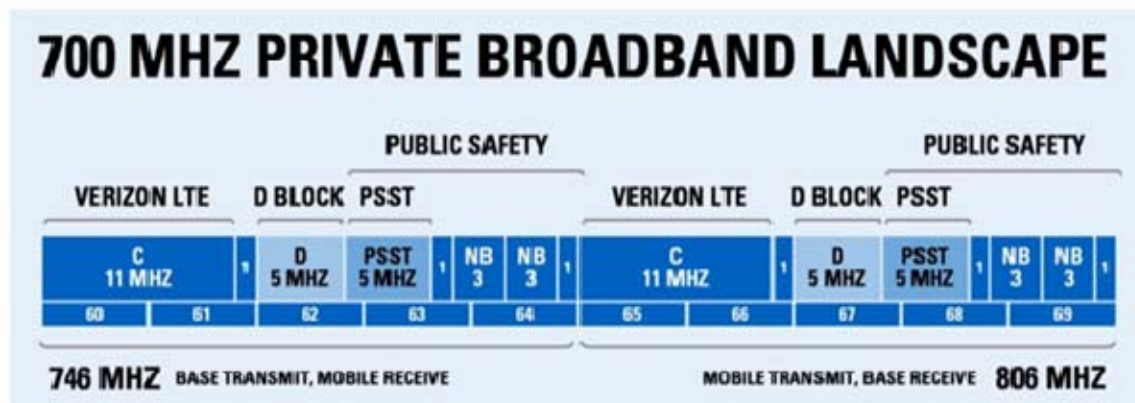 700 MHZ PRIVATE BROADBAND LANDSCAPE
PUBLIC SAFETY PUBLIC SAFETY
VERIZON LTE D BLOCK PSST VERIZON LTE D BLOCK PSST
C 1 D PSST 1 NB NB 1 C 1 D PSST 1 NB NB 1
11 MHZ 5 MHZ 5 MHZ 3 3 11 MHZ 5 MHZ 5 MHZ 3 3
60 61 62 63 64 65 66 67 68 69
746 MHZ BASE TRANSMIT, MOBILE RECEIVE MOBILE TRANSMIT, BASE RECEIVE 806 MHZ